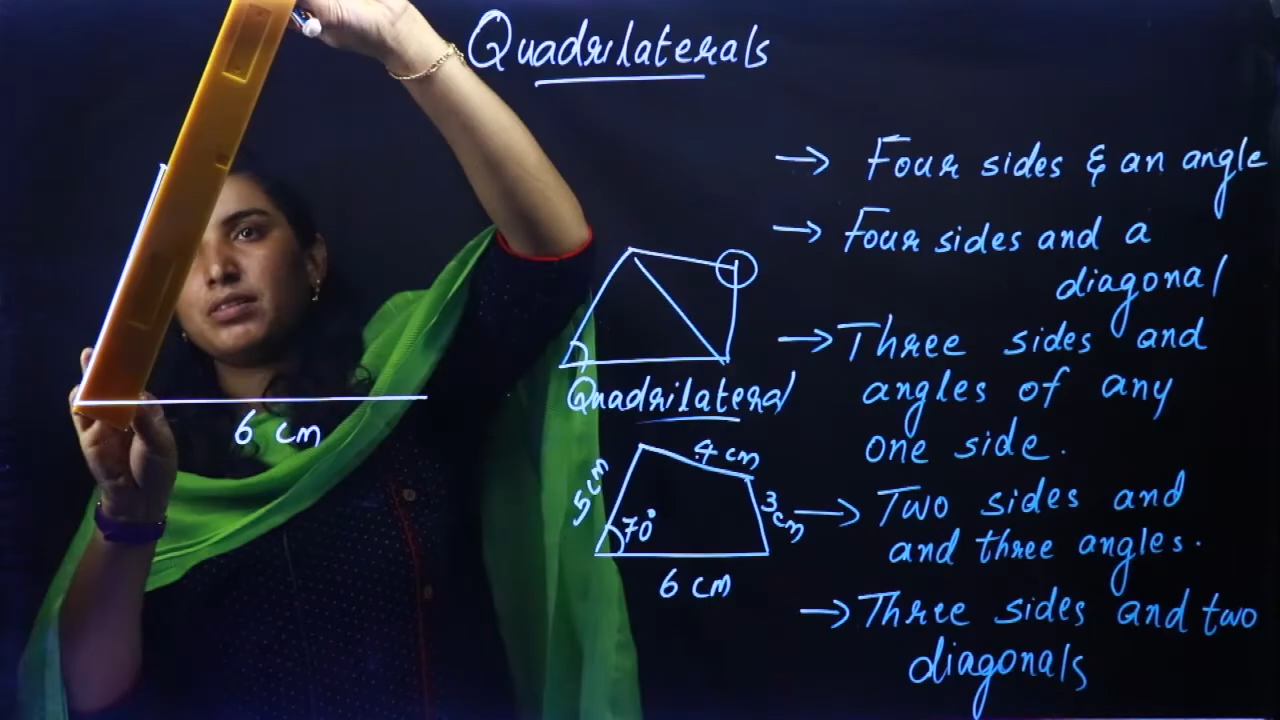 Quadrilaterals
→ Four sides & an angle
→ Four sides and a
diagonal
→ Three sides and
angles of any
one side.
→ Two sides and
and three angles.
→ Three sides and two
diagonals
Quadrilateral
4 cm
5 cm
3 cm
70°
6 cm
6 cm